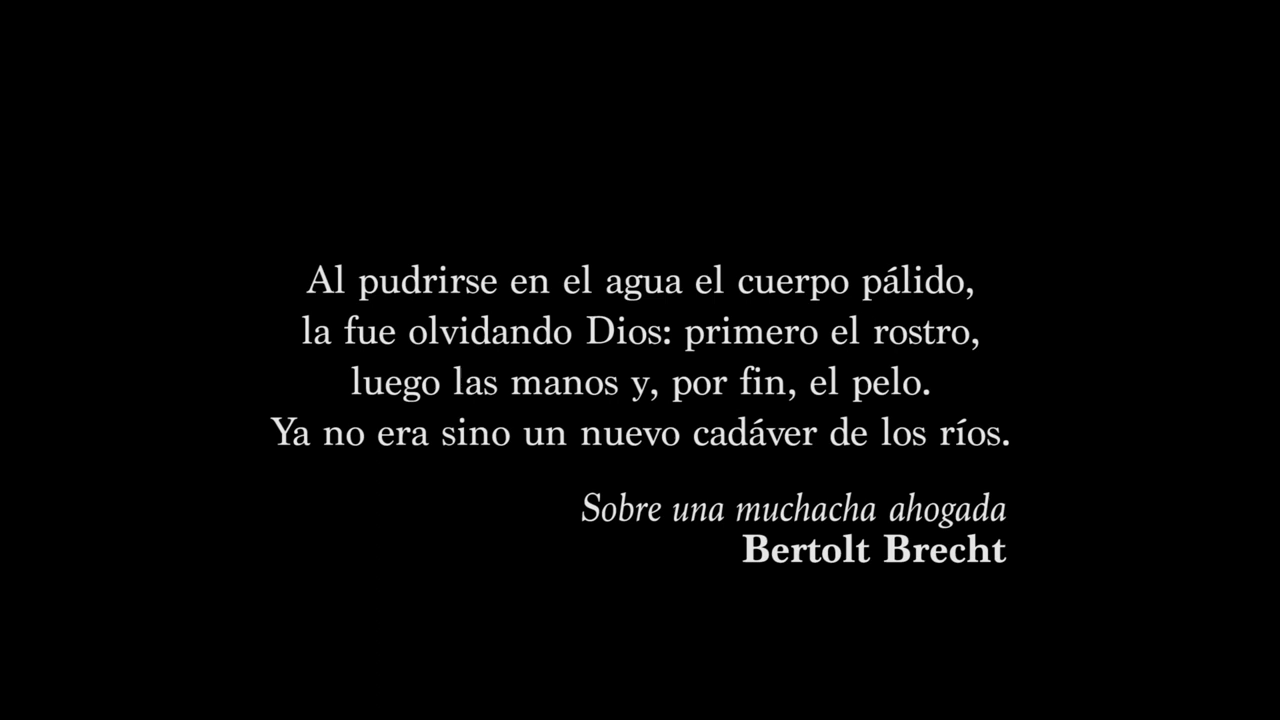 Al pudrirse en el agua el cuerpo pálido,
la fue olvidando Dios: primero el rostro,
luego las manos y, por fin, el pelo.
Ya no era sino un nuevo cadáver de los ríos.
Sobre una muchacha ahogada
Bertolt Brecht